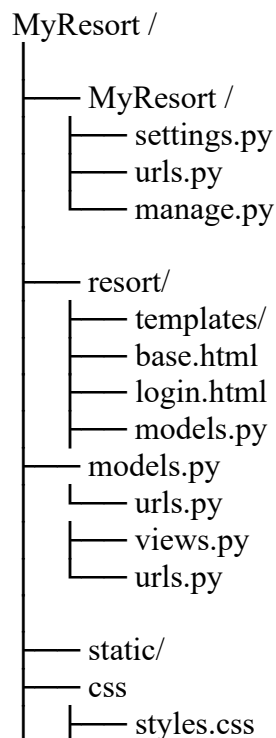 MyResort /
MyResort /
settings.py
urls.py
manage.py
resort/
templates/
base.html
login.html
models.py
models.py
urls.py
views.py
urls.py
static/
css
styles.css